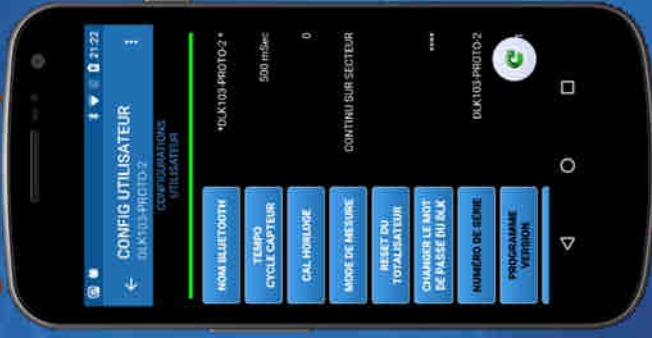 21:22
CONFIG UTILISATEUR
DLK103-PROTO-2
CONFIGURATIONS
UTILISATEUR
NOM BLUETOOTH
*DLK103-PROTO-2 *
TEMPO
CYCLE CAPTEUR
500 mSec
CAL HORLOGE
0
MODE DE MESURE
CONTINU SUR SECTEUR
RESET DU
TOTALISATEUR
CHANGER LE MOT
DE PASSE DU DLK
****
NUMÉRO DE SÉRIE
DLK103-PROTO-2
PROGRAMME
VERSION